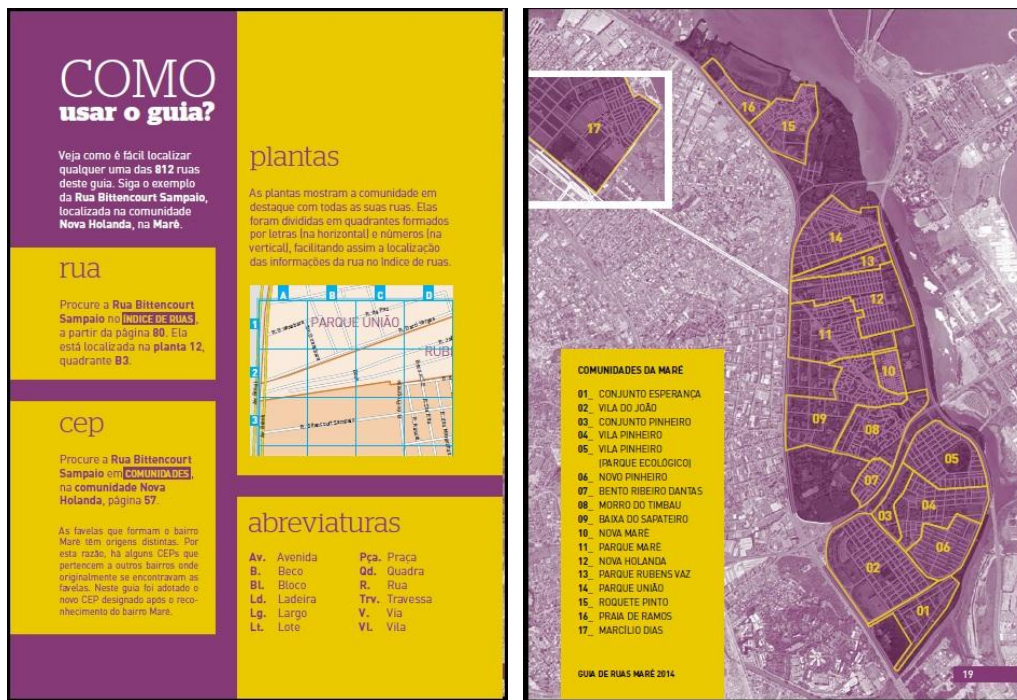 COMO
usar o guia?
Veja como é fácil localizar
qualquer uma das 812 ruas
deste guia. Siga o exemplo
da Rua Bittencourt Sampaio,
localizada na comunidade
Nova Holanda, na Maré.
rua
Procure a Rua Bittencourt
Sampaio no ÍNDICE DE RUAS,
a partir da página 80. Ela
está localizada na planta 12,
quadrante B3.
cep
Procure a Rua Bittencourt
Sampaio em COMUNIDADES,
na comunidade Nova
Holanda, página 57.
As favelas que formam o bairro
Maré têm origens distintas. Por
esta razão, há alguns CEPs que
pertencem a outros bairros onde
originalmente se encontravam as
favelas. Neste guia foi adotado o
novo CEP designado após o reco-
nhecimento do bairro Maré.
plantas
As plantas mostram a comunidade em
destaque com todas as suas ruas. Elas
foram divididas em quadrantes formados
por letras (na horizontal) e números (na
vertical), facilitando assim a localização
das informações da rua no Índice de ruas.
A B C D
1
PARQUE UNIÃO
RUB
2
3
R. Bittencourt Sampaio
abreviaturas
Av. Avenida
B. Beco
Bl. Bloco
Ld. Ladeira
Lg. Largo
Lt. Lote
Pça. Praça
Qd. Quadra
R. Rua
Trv. Travessa
V. Via
Vl. Vila
17
16
15
14
13
12
11
10
09
08
07
05
04
03
06
02
01
COMUNIDADES DA MARÉ
01_ CONJUNTO ESPERANÇA
02_ VILA DO JOÃO
03_ CONJUNTO PINHEIRO
04_ VILA PINHEIRO
05_ VILA PINHEIRO
(PARQUE ECOLÓGICO)
06_ NOVO PINHEIRO
07_ BENTO RIBEIRO DANTAS
08_ MORRO DO TIMBAU
09_ BAIXA DO SAPATEIRO
10_ NOVA MARÉ
11_ PARQUE MARÉ
12_ NOVA HOLANDA
13_ PARQUE RUBENS VAZ
14_ PARQUE UNIÃO
15_ ROQUETE PINTO
16_ PRAIA DE RAMOS
17_ MARCÍLIO DIAS
GUIA DE RUAS MARÉ 2014
19